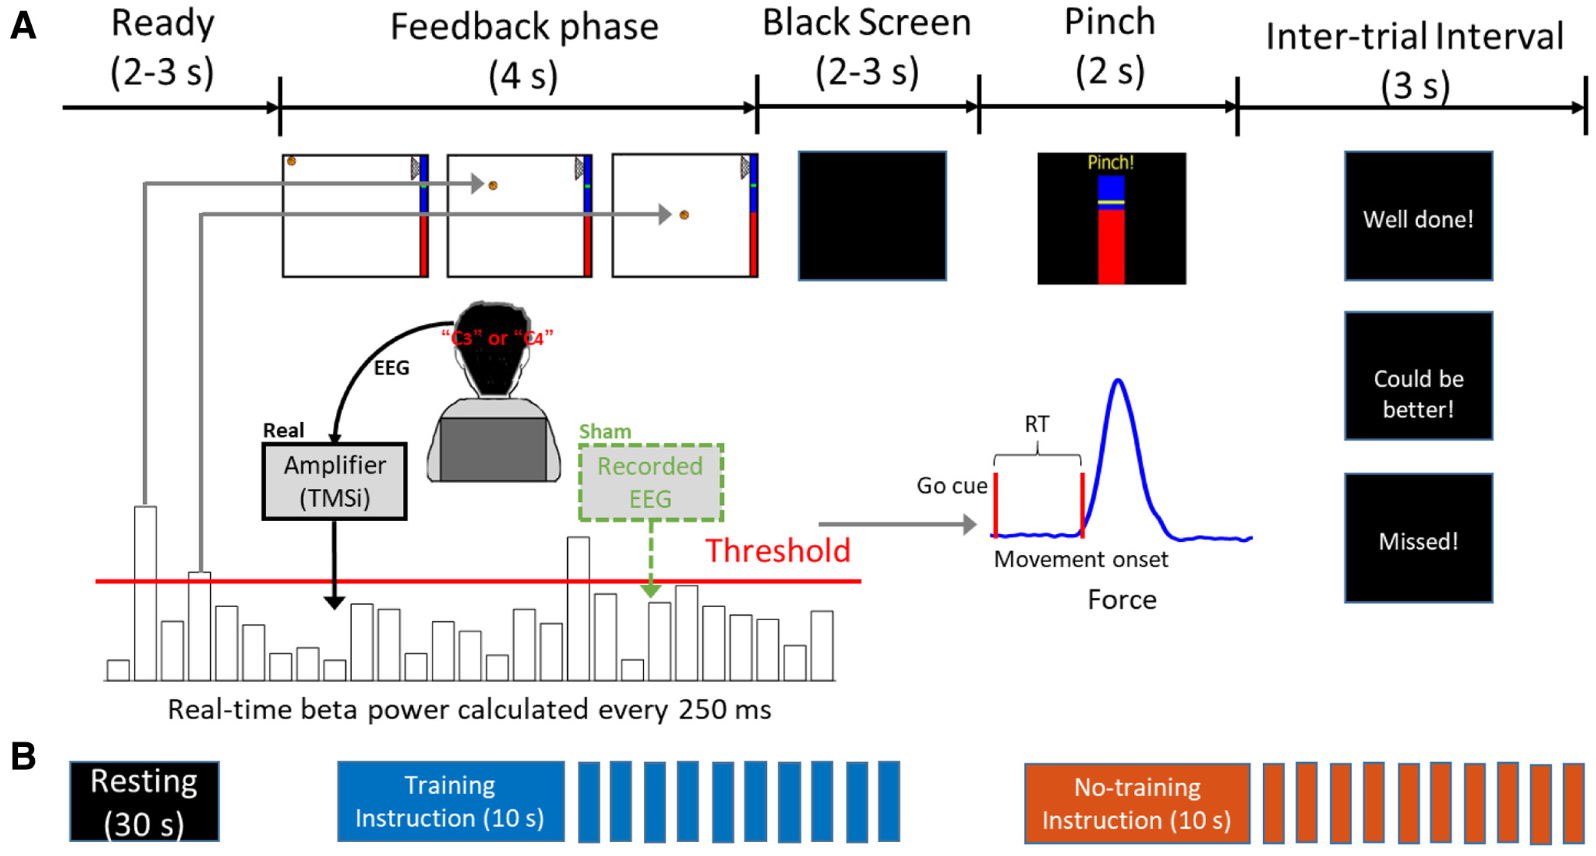 A
Ready
(2-3 s)
Feedback phase
(4 s)
Black Screen
(2-3 s)
Pinch
(2 s)
Inter-trial Interval
(3 s)
Pinch!
Well done!
Could be
better!
Missed!
"C3" or "C4"
EEG
Real
Amplifier
(TMSi)
Sham
Recorded
EEG
Threshold
RT
Go cue
Movement onset
Force
Real-time beta power calculated every 250 ms
B
Resting
(30 s)
Training
Instruction (10 s)
No-training
Instruction (10 s)